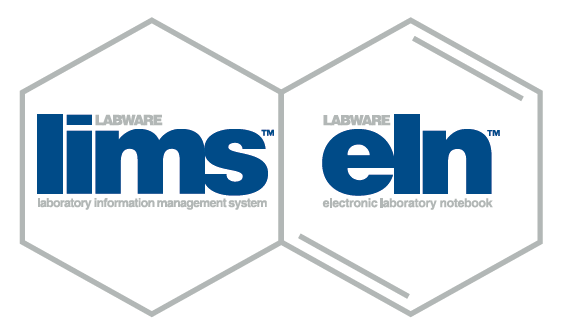 LABWARE
lims™
laboratory information management system
LABWARE
eln™
electronic laboratory notebook